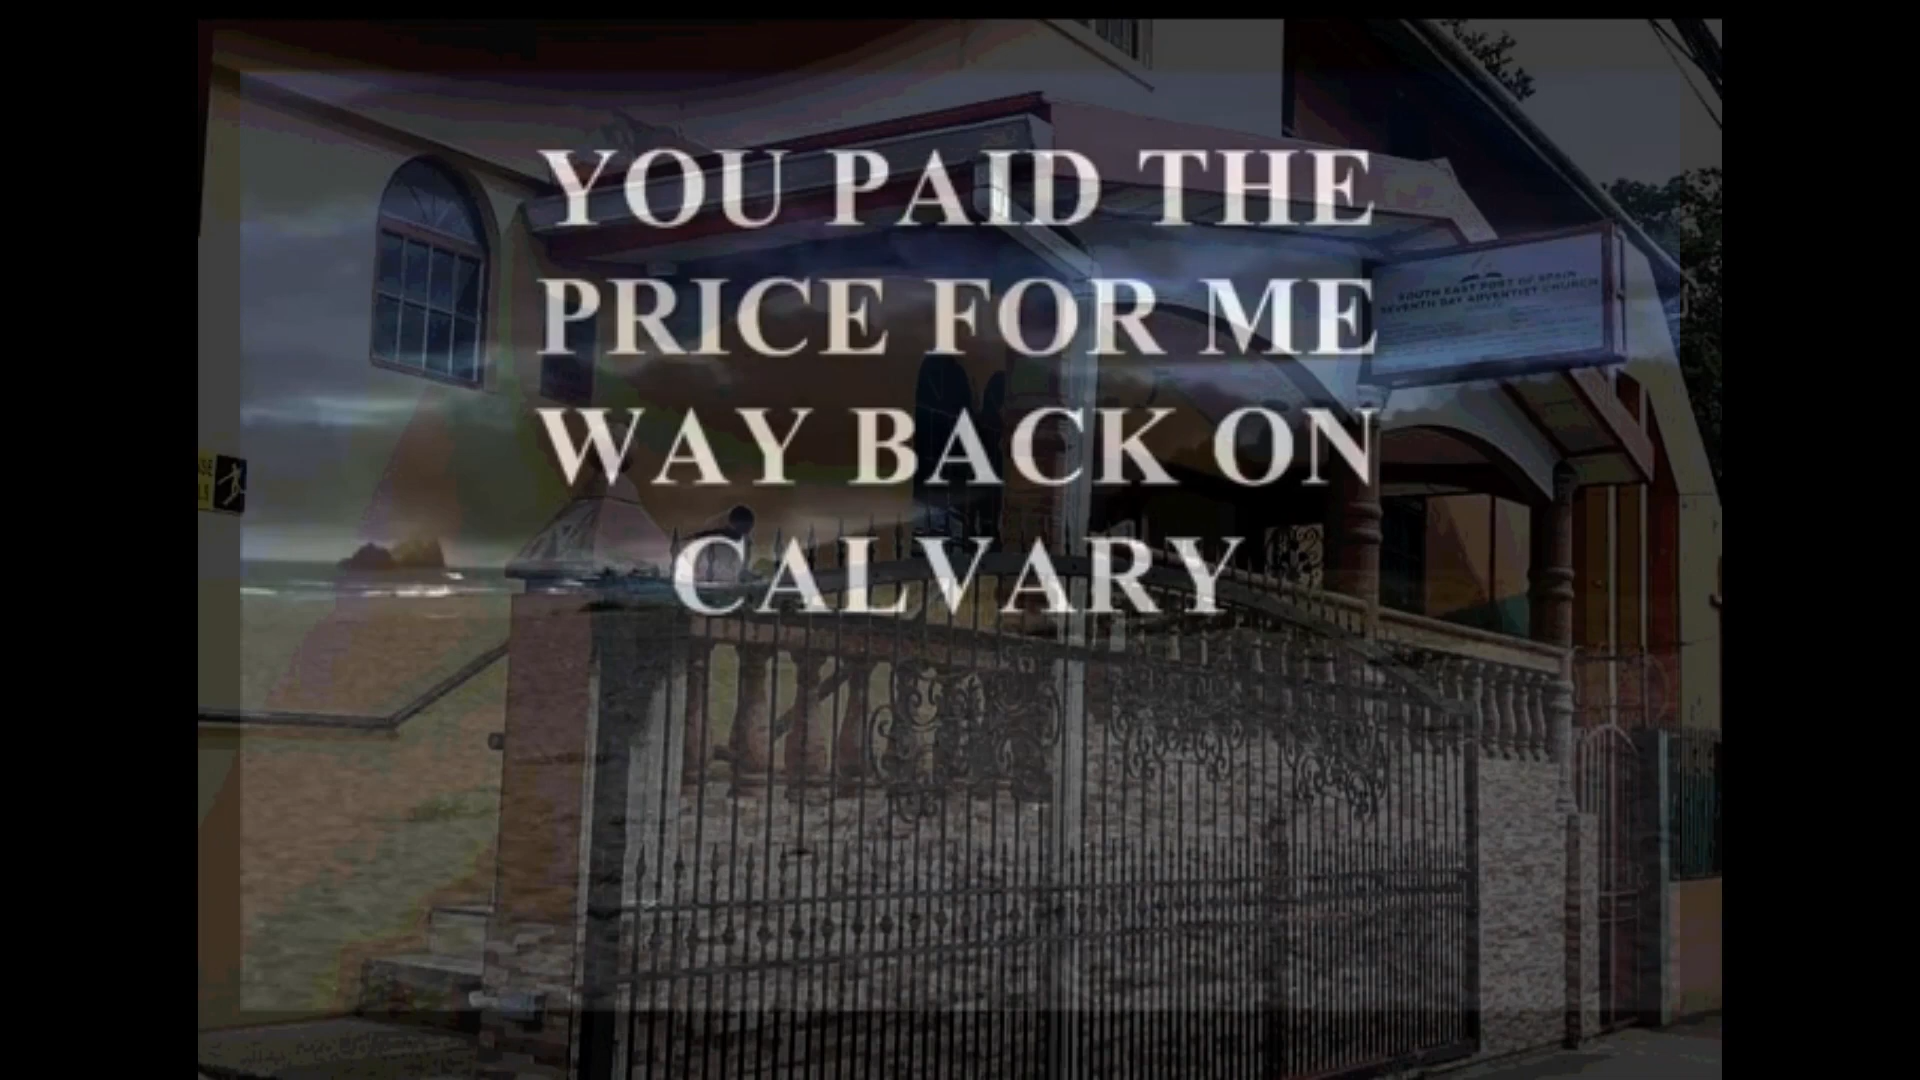 YOU PAID THE
PRICE FOR ME
WAY BACK ON
CALVARY
SOUTH EAST PORT OF SPAIN
SEVENTH DAY ADVENTIST CHURCH